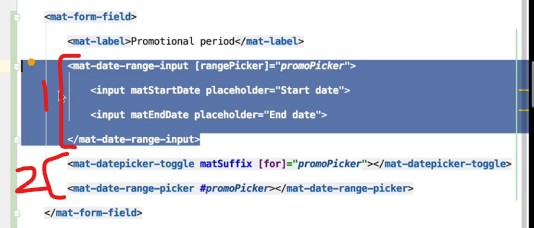 <mat-form-field>
<mat-label>Promotional period</mat-label>
1
<mat-date-range-input [rangePicker]="promoPicker">
<input matStartDate placeholder="Start date">
<input matEndDate placeholder="End date">
</mat-date-range-input>
2
<mat-datepicker-toggle matSuffix [for]="promoPicker"></mat-datepicker-toggle>
<mat-date-range-picker #promoPicker></mat-date-range-picker>
</mat-form-field>